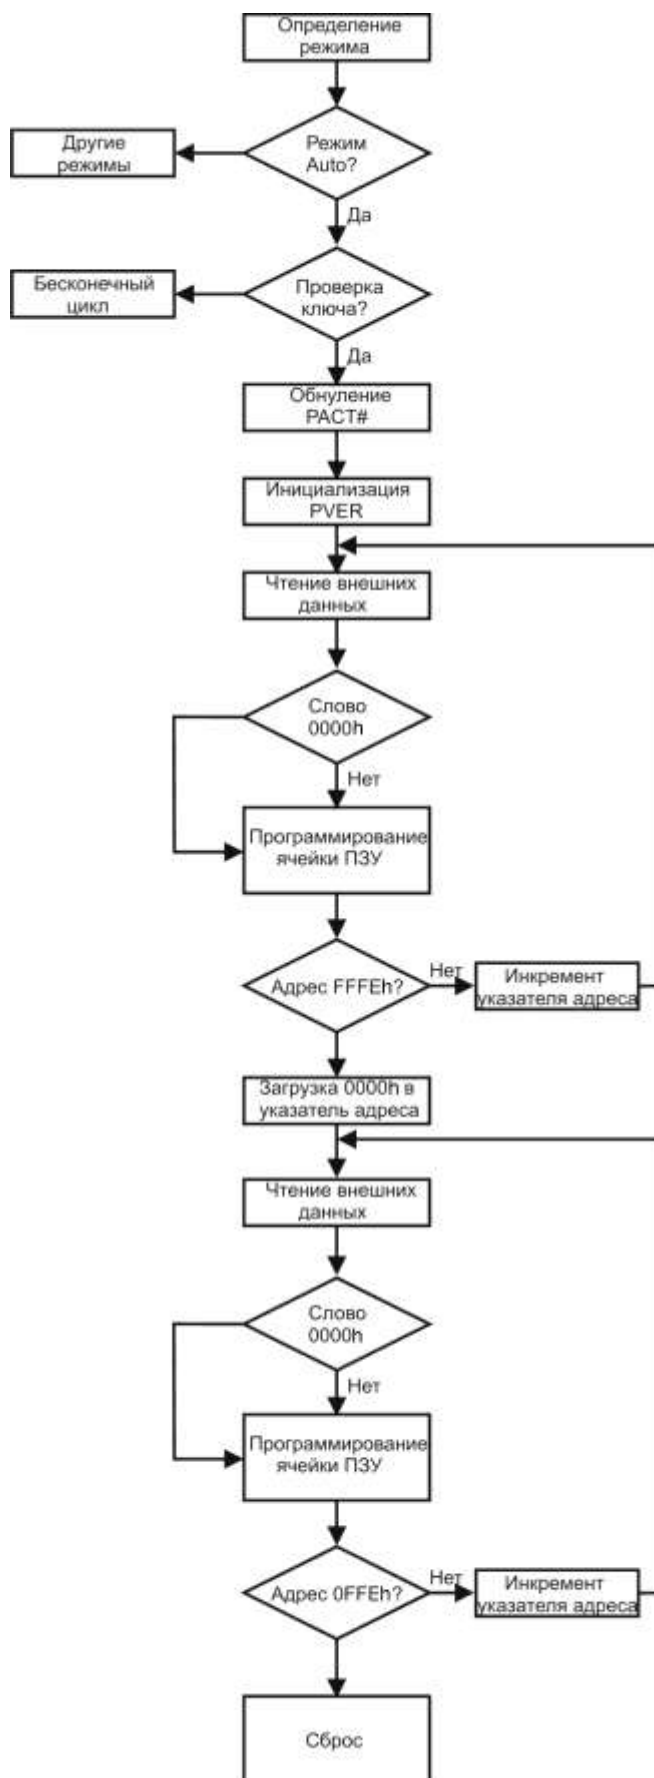 Определение
режима
Режим
Auto?
Другие
режимы
Да
Проверка
ключа?
Бесконечный
цикл
Да
Обнуление
PACT#
Инициализация
PVER
Чтение внешних
данных
Слово
0000h
Нет
Программирование
ячейки ПЗУ
Адрес FFFEh?
Нет
Инкремент
указателя адреса
Загрузка 0000h в
указатель адреса
Чтение внешних
данных
Слово
0000h
Нет
Программирование
ячейки ПЗУ
Адрес 0FFEh?
Нет
Инкремент
указателя адреса
Сброс